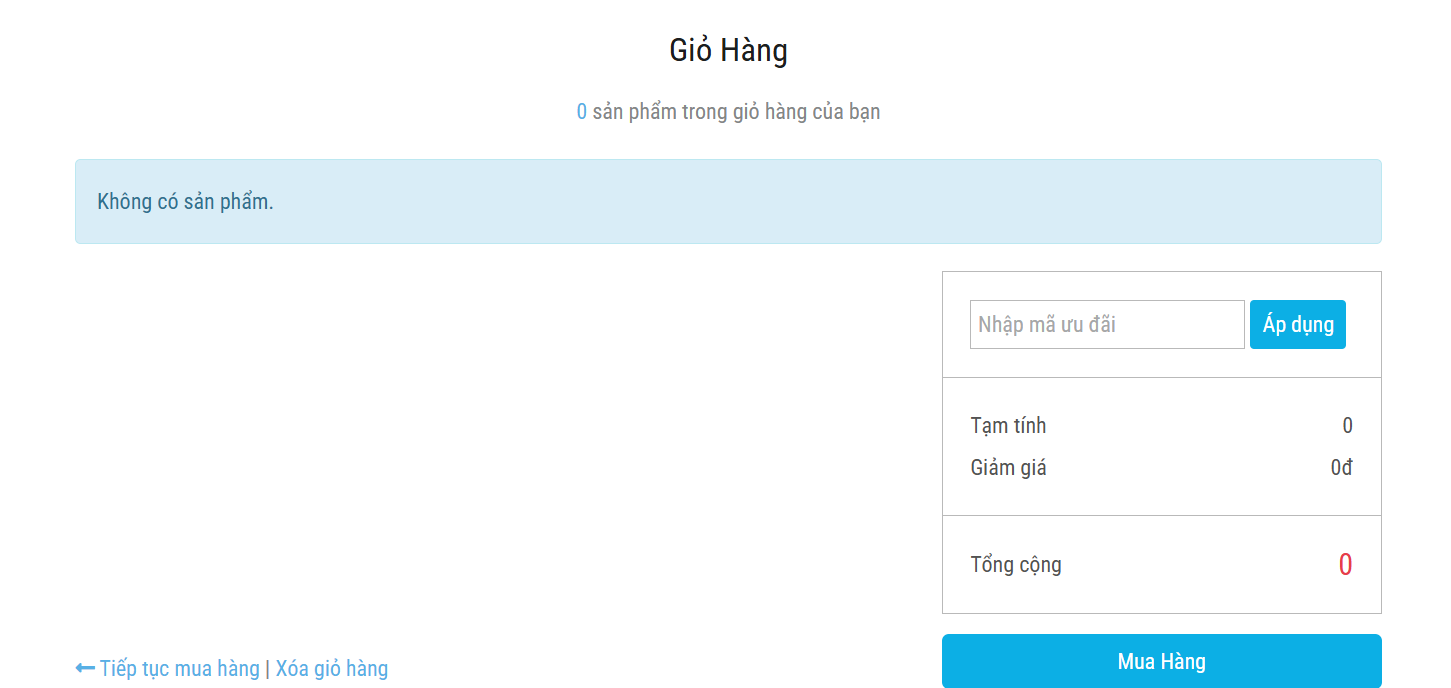 Giỏ Hàng
0 sản phẩm trong giỏ hàng của bạn
Không có sản phẩm.
Nhập mã ưu đãi Áp dụng
Tạm tính 0
Giảm giá 0đ
Tổng cộng 0
Tiếp tục mua hàng | Xóa giỏ hàng
Mua Hàng